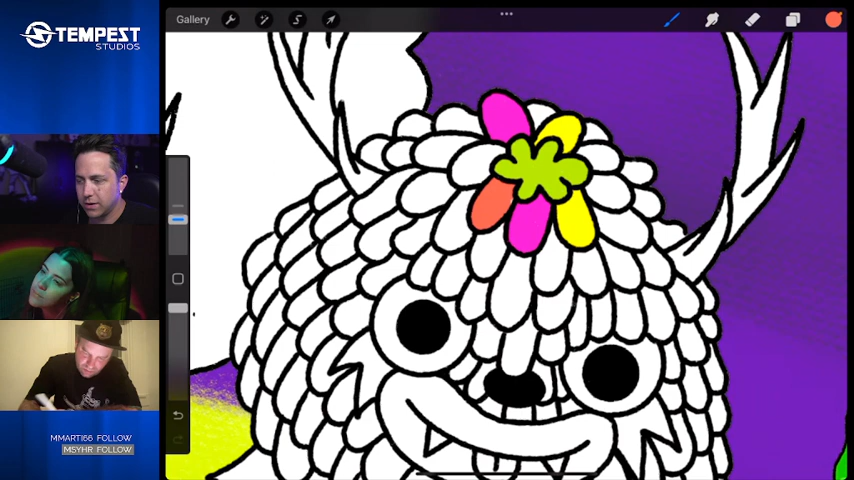 TEMPEST
STUDIOS
Gallery
MMARTI66 FOLLOW
MSYHR FOLLOW